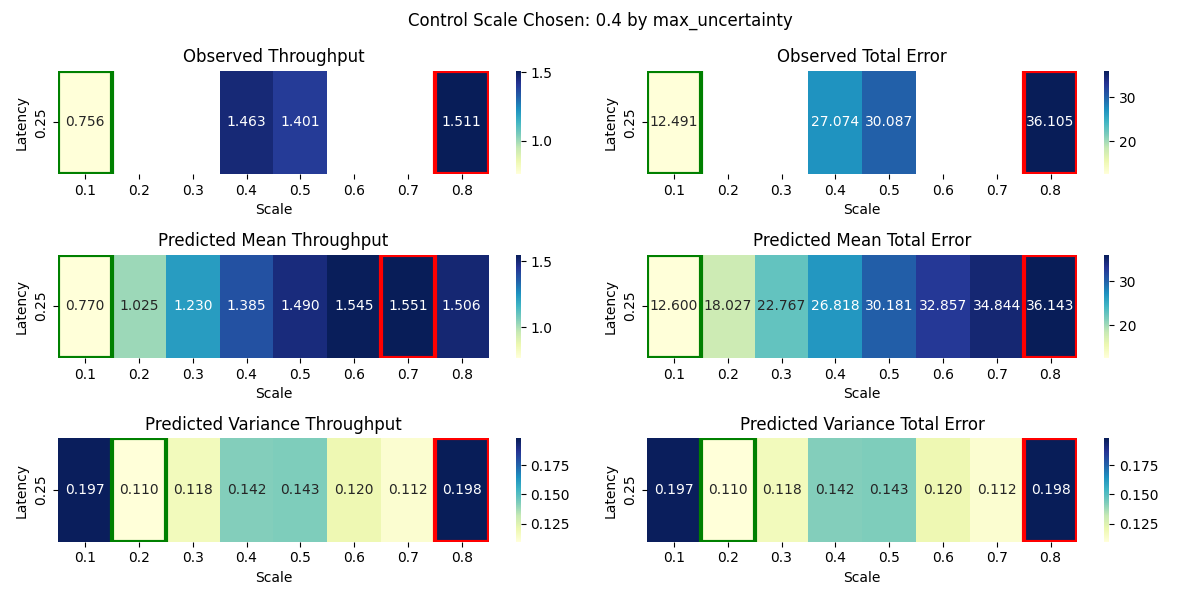 Control Scale Chosen: 0.4 by max_uncertainty
Observed Throughput
Latency
0.25
0.756 1.463 1.401 1.511
0.1 0.2 0.3 0.4 0.5 0.6 0.7 0.8
Scale
1.5
1.0
Observed Total Error
Latency
0.25
12.491 27.074 30.087 36.105
0.1 0.2 0.3 0.4 0.5 0.6 0.7 0.8
Scale
30
20
Predicted Mean Throughput
Latency
0.25
0.770 1.025 1.230 1.385 1.490 1.545 1.551 1.506
0.1 0.2 0.3 0.4 0.5 0.6 0.7 0.8
Scale
1.5
1.0
Predicted Mean Total Error
Latency
0.25
12.600 18.027 22.767 26.818 30.181 32.857 34.844 36.143
0.1 0.2 0.3 0.4 0.5 0.6 0.7 0.8
Scale
30
20
Predicted Variance Throughput
Latency
0.25
0.197 0.110 0.118 0.142 0.143 0.120 0.112 0.198
0.1 0.2 0.3 0.4 0.5 0.6 0.7 0.8
Scale
0.175
0.150
0.125
Predicted Variance Total Error
Latency
0.25
0.197 0.110 0.118 0.142 0.143 0.120 0.112 0.198
0.1 0.2 0.3 0.4 0.5 0.6 0.7 0.8
Scale
0.175
0.150
0.125